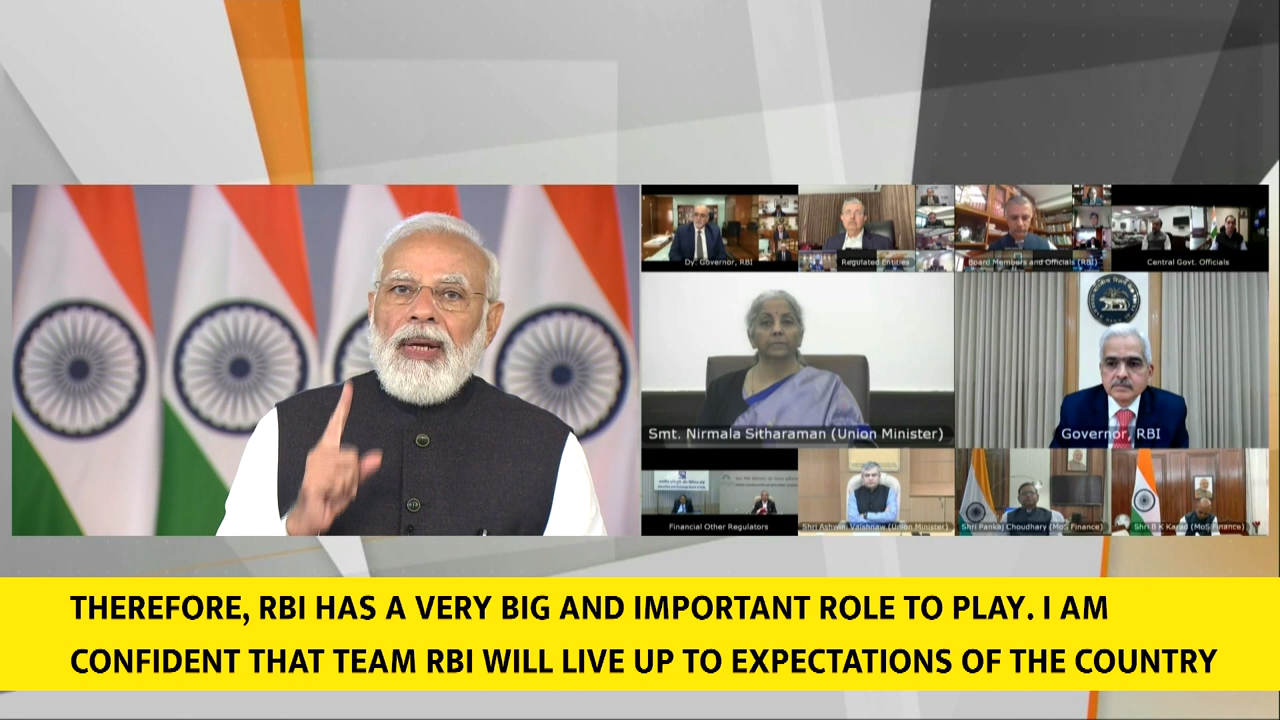 Dy. Governor, RBI
Regulated Entities
Board Members and Officials (RBI)
Central Govt. Officials
Smt. Nirmala Sitharaman (Union Minister)
Governor, RBI
Financial Other Regulators
Shri Ashwini Vaishnaw (Union Minister)
Shri Pankaj Choudhary (MoS Finance)
Shri B K Karad (MoS Finance)
THEREFORE, RBI HAS A VERY BIG AND IMPORTANT ROLE TO PLAY. I AM
CONFIDENT THAT TEAM RBI WILL LIVE UP TO EXPECTATIONS OF THE COUNTRY